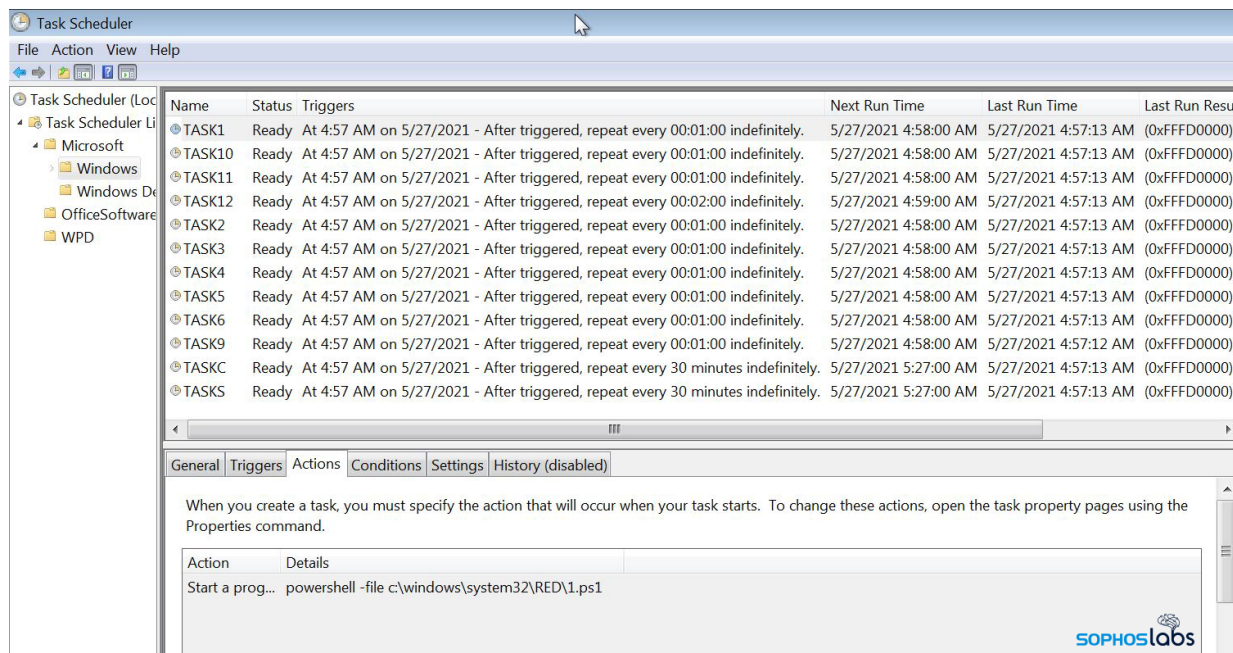 Task Scheduler
File Action View Help
Task Scheduler (Loc
Task Scheduler Li
Microsoft
Windows
Windows De
OfficeSoftware
WPD
Name Status Triggers Next Run Time Last Run Time Last Run Resu
TASK1 Ready At 4:57 AM on 5/27/2021 - After triggered, repeat every 00:01:00 indefinitely. 5/27/2021 4:58:00 AM 5/27/2021 4:57:13 AM (0xFFFD0000)
TASK10 Ready At 4:57 AM on 5/27/2021 - After triggered, repeat every 00:01:00 indefinitely. 5/27/2021 4:58:00 AM 5/27/2021 4:57:13 AM (0xFFFD0000)
TASK11 Ready At 4:57 AM on 5/27/2021 - After triggered, repeat every 00:01:00 indefinitely. 5/27/2021 4:58:00 AM 5/27/2021 4:57:13 AM (0xFFFD0000)
TASK12 Ready At 4:57 AM on 5/27/2021 - After triggered, repeat every 00:02:00 indefinitely. 5/27/2021 4:59:00 AM 5/27/2021 4:57:13 AM (0xFFFD0000)
TASK2 Ready At 4:57 AM on 5/27/2021 - After triggered, repeat every 00:01:00 indefinitely. 5/27/2021 4:58:00 AM 5/27/2021 4:57:13 AM (0xFFFD0000)
TASK3 Ready At 4:57 AM on 5/27/2021 - After triggered, repeat every 00:01:00 indefinitely. 5/27/2021 4:58:00 AM 5/27/2021 4:57:13 AM (0xFFFD0000)
TASK4 Ready At 4:57 AM on 5/27/2021 - After triggered, repeat every 00:01:00 indefinitely. 5/27/2021 4:58:00 AM 5/27/2021 4:57:13 AM (0xFFFD0000)
TASK5 Ready At 4:57 AM on 5/27/2021 - After triggered, repeat every 00:01:00 indefinitely. 5/27/2021 4:58:00 AM 5/27/2021 4:57:13 AM (0xFFFD0000)
TASK6 Ready At 4:57 AM on 5/27/2021 - After triggered, repeat every 00:01:00 indefinitely. 5/27/2021 4:58:00 AM 5/27/2021 4:57:13 AM (0xFFFD0000)
TASK9 Ready At 4:57 AM on 5/27/2021 - After triggered, repeat every 00:01:00 indefinitely. 5/27/2021 4:58:00 AM 5/27/2021 4:57:12 AM (0xFFFD0000)
TASKC Ready At 4:57 AM on 5/27/2021 - After triggered, repeat every 30 minutes indefinitely. 5/27/2021 5:27:00 AM 5/27/2021 4:57:13 AM (0xFFFD0000)
TASKS Ready At 4:57 AM on 5/27/2021 - After triggered, repeat every 30 minutes indefinitely. 5/27/2021 5:27:00 AM 5/27/2021 4:57:13 AM (0xFFFD0000)
General Triggers Actions Conditions Settings History (disabled)
When you create a task, you must specify the action that will occur when your task starts. To change these actions, open the task property pages using the
Properties command.
Action Details
Start a prog... powershell -file c:\windows\system32\RED\1.ps1
SOPHOSlabs